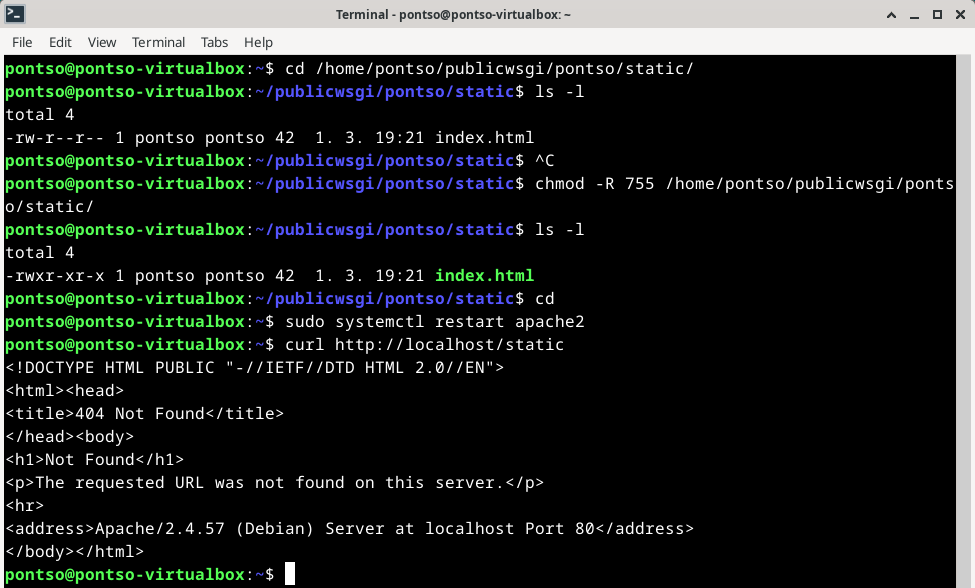 Terminal - pontso@pontso-virtualbox: ~
File Edit View Terminal Tabs Help
pontso@pontso-virtualbox:~$ cd /home/pontso/publicwsgi/pontso/static/
pontso@pontso-virtualbox:~/publicwsgi/pontso/static$ ls -l
total 4
-rw-r--r-- 1 pontso pontso 42  1. 3. 19:21 index.html
pontso@pontso-virtualbox:~/publicwsgi/pontso/static$ ^C
pontso@pontso-virtualbox:~/publicwsgi/pontso/static$ chmod -R 755 /home/pontso/publicwsgi/ponts
o/static/
pontso@pontso-virtualbox:~/publicwsgi/pontso/static$ ls -l
total 4
-rwxr-xr-x 1 pontso pontso 42  1. 3. 19:21 index.html
pontso@pontso-virtualbox:~/publicwsgi/pontso/static$ cd
pontso@pontso-virtualbox:~$ sudo systemctl restart apache2
pontso@pontso-virtualbox:~$ curl http://localhost/static
<!DOCTYPE HTML PUBLIC "-//IETF//DTD HTML 2.0//EN">
<html><head>
<title>404 Not Found</title>
</head><body>
<h1>Not Found</h1>
<p>The requested URL was not found on this server.</p>
<hr>
<address>Apache/2.4.57 (Debian) Server at localhost Port 80</address>
</body></html>
pontso@pontso-virtualbox:~$